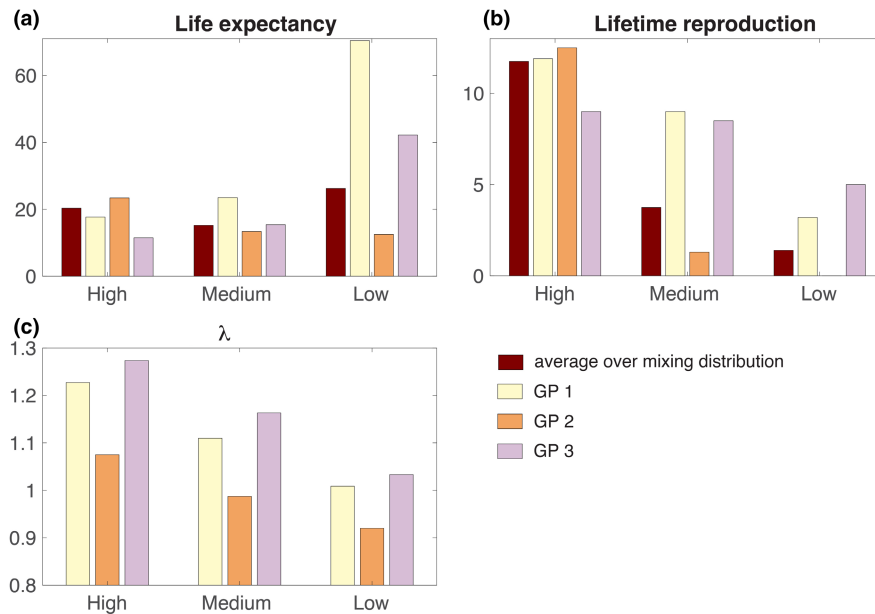 (a)
Life expectancy
60
40
20
0
High Medium Low
(b)
Lifetime reproduction
10
5
0
High Medium Low
(c)
λ
1.3
1.2
1.1
1
0.9
0.8
High Medium Low
average over mixing distribution
GP 1
GP 2
GP 3